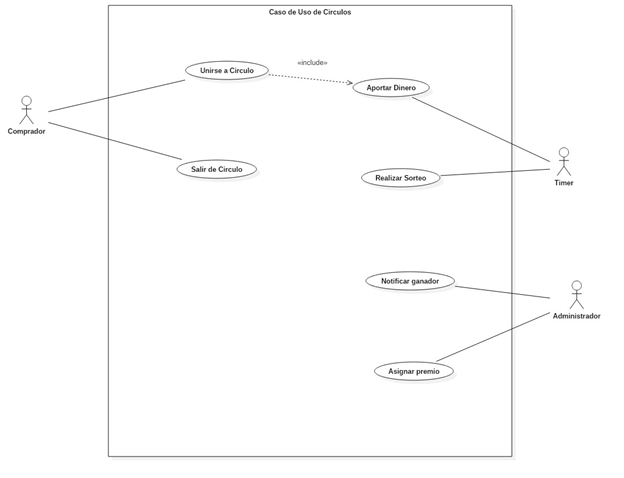 Caso de Uso de Circulos
Unirse a Circulo
«include»
Aportar Dinero
Comprador
Salir de Circulo
Realizar Sorteo
Timer
Notificar ganador
Administrador
Asignar premio